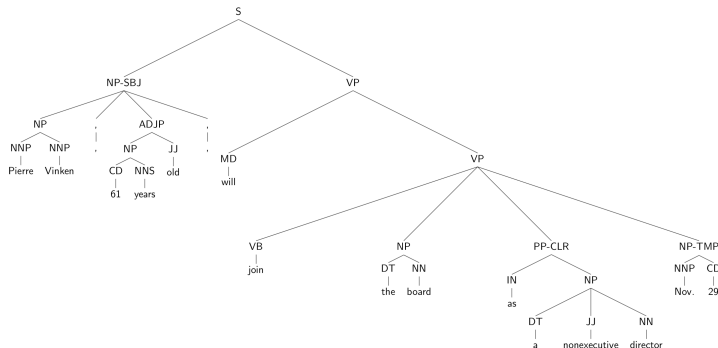 S
NP-SBJ VP
NP , ADJP ,
NNP NNP , NP JJ , MD VP
Pierre Vinken CD NNS old will
61 years
VB NP PP-CLR NP-TMP
join DT NN IN NP NNP CD
the board as Nov. 29
DT JJ NN
a nonexecutive director